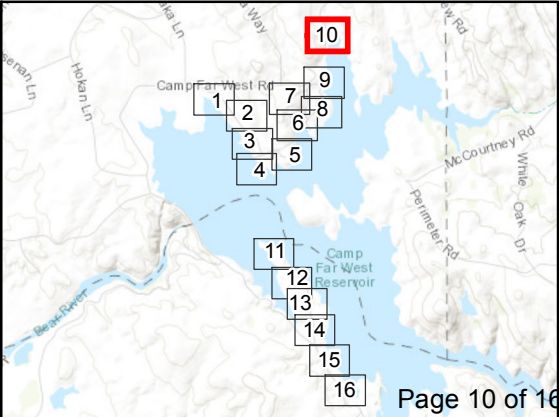 Hokan Ln
Way
10
Camp Far West Rd
1
2
3
4
5
6
7
8
9
McCourtney Rd
White Oak Dr
Perimeter Rd
Camp
Far West
Reservoir
Bear River
11
12
13
14
15
16
Page 10 of 16